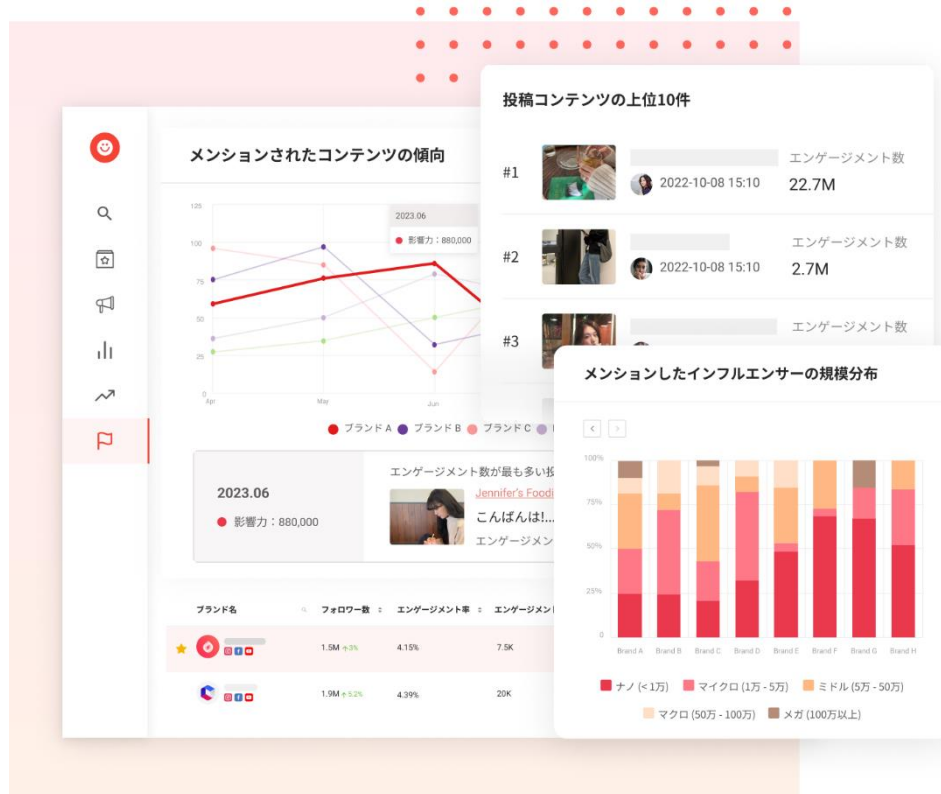 投稿コンテンツの上位10件
#1
2022-10-08 15:10
エンゲージメント数
22.7M
#2
2022-10-08 15:10
エンゲージメント数
2.7M
#3
エンゲージメント数
メンションされたコンテンツの傾向
125
100
75
50
25
0
Apr
May
Jun
2023.06
影響力：880,000
ブランド A
ブランド B
ブランド C
2023.06
影響力：880,000
エンゲージメント数が最も多い投
Jennifer's Foodi
こんばんは!...
エンゲージメン
ブランド名
フォロワー数
エンゲージメント率
エンゲージメント
1.5M ↑3%
4.15%
7.5K
1.9M ↑5.2%
4.39%
20K
メンションしたインフルエンサーの規模分布
< >
100%
75%
50%
25%
0
Brand A Brand B Brand C Brand D Brand E Brand F Brand G Brand H
ナノ (< 1万) マイクロ (1万 - 5万) ミドル (5万 - 50万)
マクロ (50万 - 100万) メガ (100万以上)